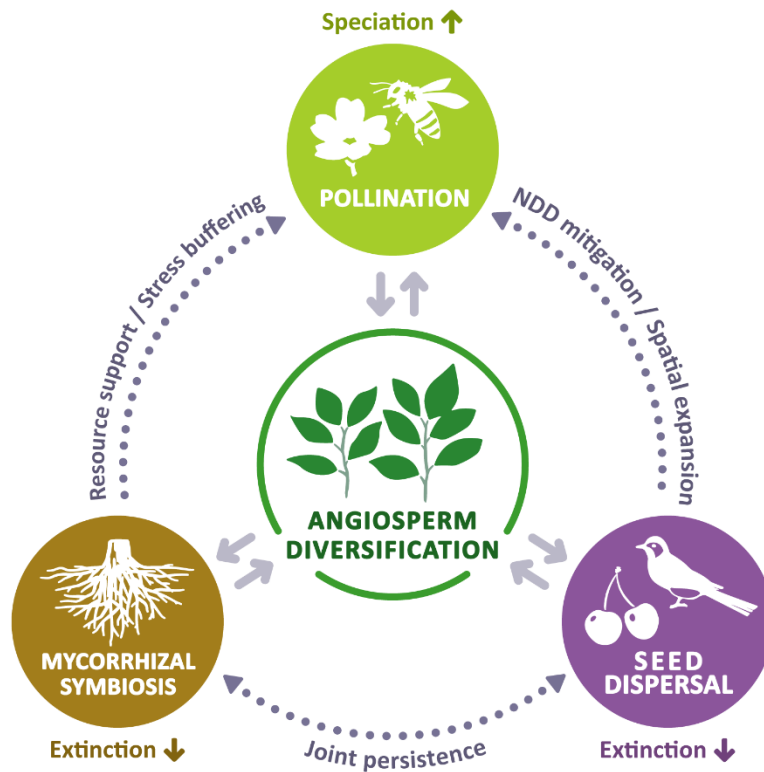 Speciation ↑
POLLINATION
Resource support / Stress buffering
NDD mitigation / Spatial expansion
ANGIOSPERM
DIVERSIFICATION
MYCORRHIZAL
SYMBIOSIS
SEED
DISPERSAL
Extinction ↓
Joint persistence
Extinction ↓